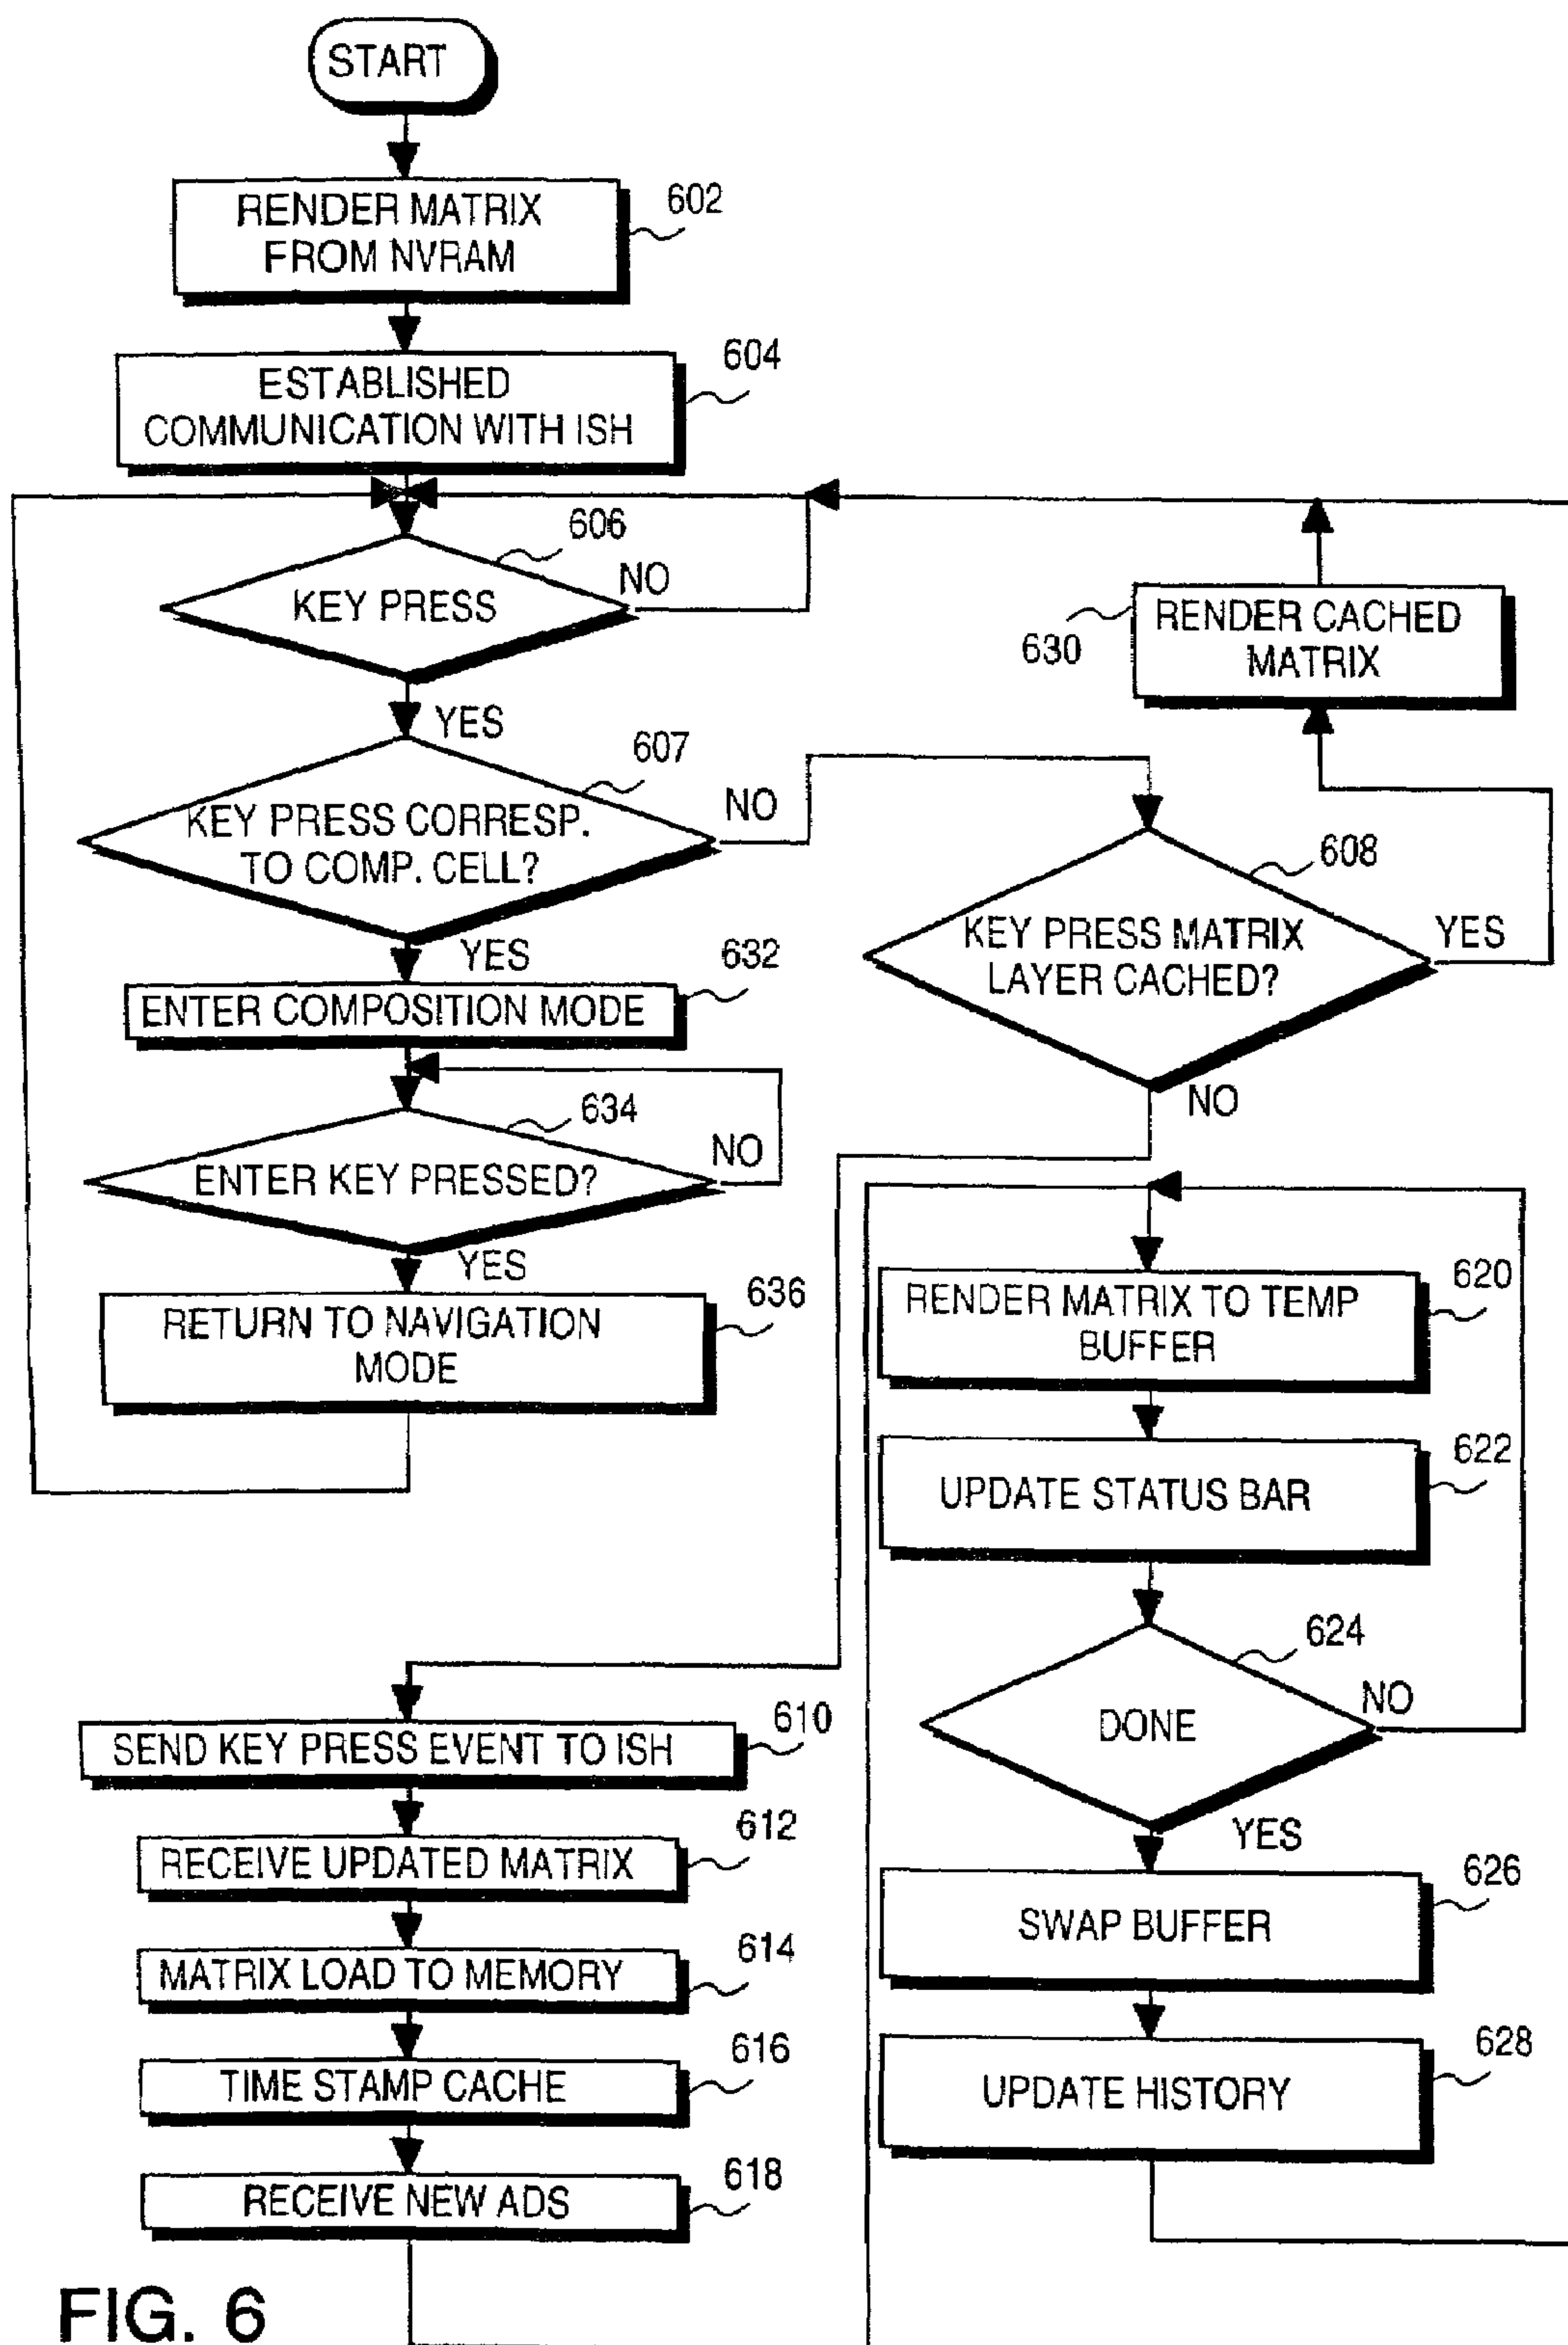 START
RENDER MATRIX
FROM NVRAM
602
ESTABLISHED
COMMUNICATION WITH ISH
604
606
KEY PRESS
NO
YES
607
KEY PRESS CORRESP.
TO COMP. CELL?
NO
YES
632
ENTER COMPOSITION MODE
634
ENTER KEY PRESSED?
NO
YES
636
RETURN TO NAVIGATION
MODE
630
RENDER CACHED
MATRIX
608
KEY PRESS MATRIX
LAYER CACHED?
YES
NO
610
SEND KEY PRESS EVENT TO ISH
612
RECEIVE UPDATED MATRIX
614
MATRIX LOAD TO MEMORY
616
TIME STAMP CACHE
618
RECEIVE NEW ADS
620
RENDER MATRIX TO TEMP
BUFFER
622
UPDATE STATUS BAR
624
DONE
NO
YES
626
SWAP BUFFER
628
UPDATE HISTORY
FIG. 6